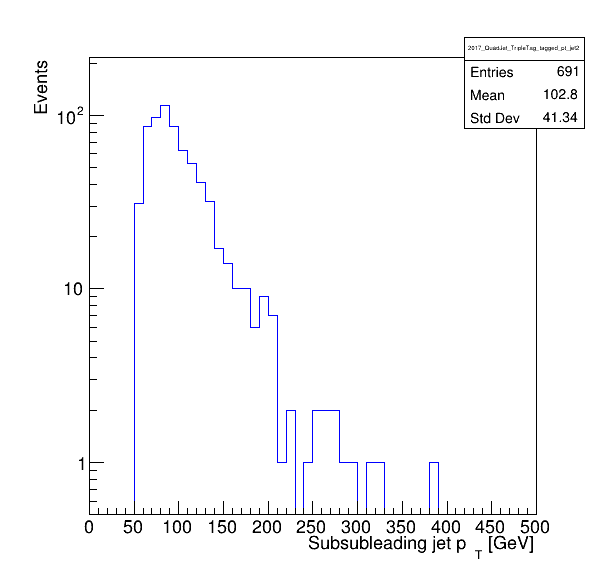 2017_QuadJet_TripleTag_tagged_pt_jet2
Entries 691
Mean 102.8
Std Dev 41.34
Events
10²
10
1
0 50 100 150 200 250 300 350 400 450 500
Subsubleading jet p_T [GeV]